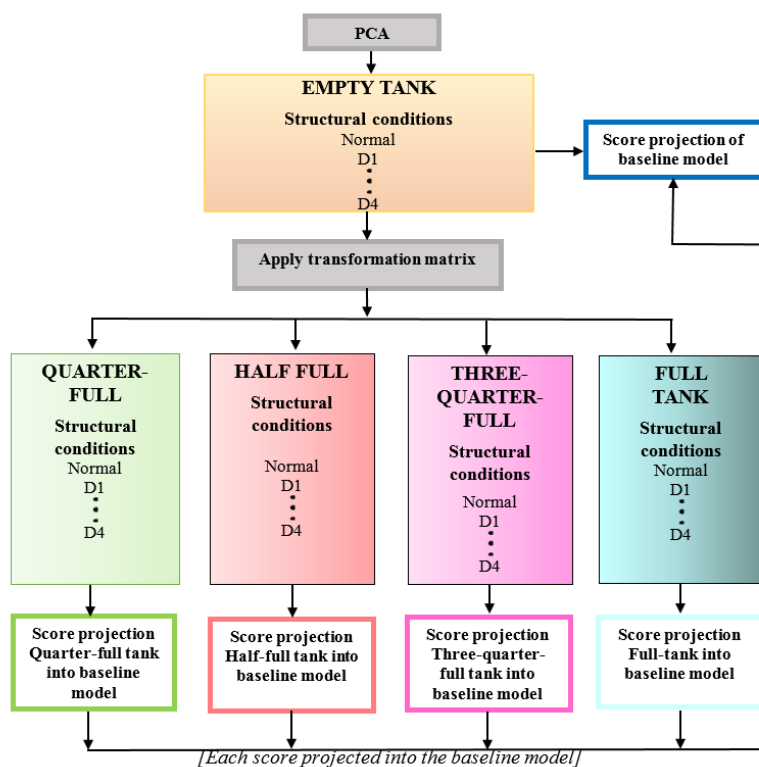 PCA
EMPTY TANK
Structural conditions
Normal
D1
D4
Score projection of
baseline model
Apply transformation matrix
QUARTER-
FULL
Structural
conditions
Normal
D1
D4
HALF FULL
Structural
conditions
Normal
D1
D4
THREE-
QUARTER-
FULL
Structural
conditions
Normal
D1
D4
FULL
TANK
Structural
conditions
Normal
D1
D4
Score projection
Quarter-full tank
into baseline
model
Score projection
Half-full tank into
baseline model
Score projection
Three-quarter-
full tank into
baseline model
Score projection
Full-tank into
baseline model
[Each score projected into the baseline model]